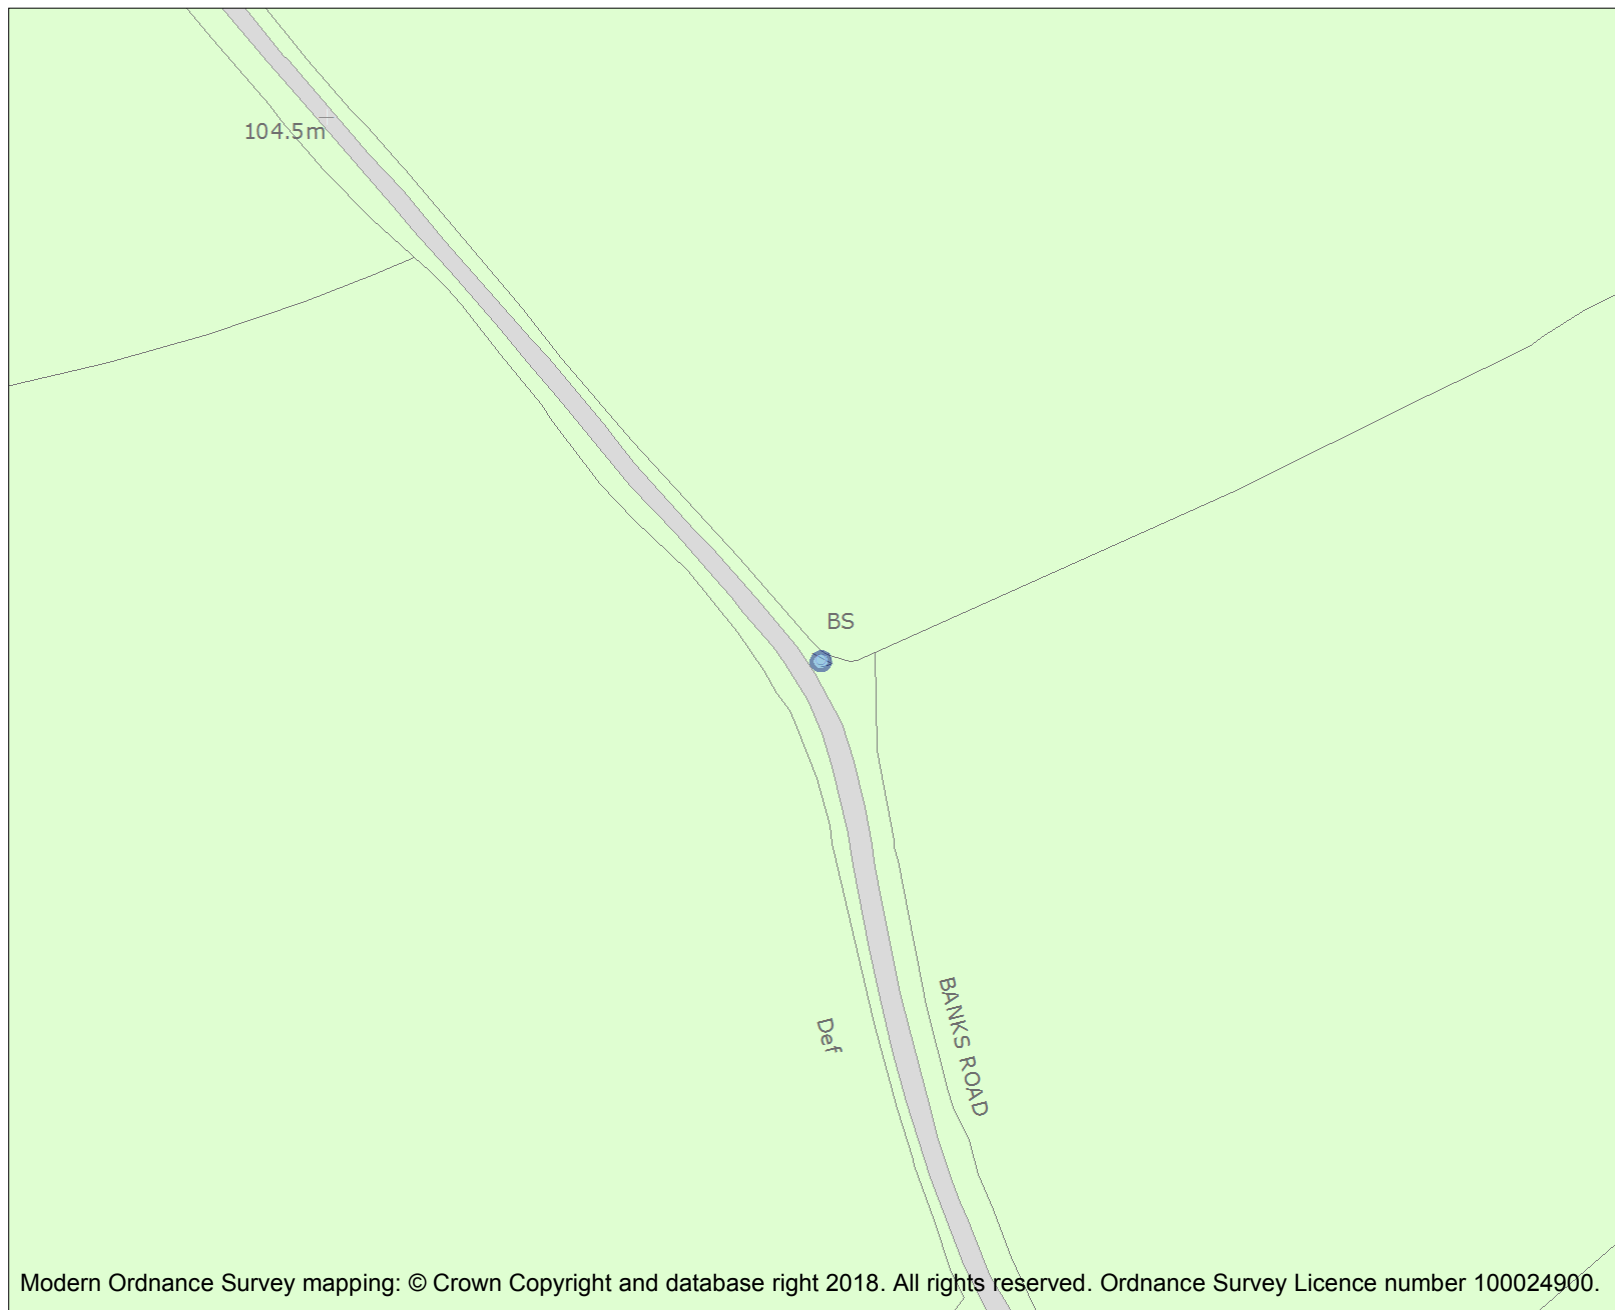 104.5m
BS
BANKS ROAD
Def
Modern Ordnance Survey mapping: © Crown Copyright and database right 2018. All rights reserved. Ordnance Survey Licence number 100024900.